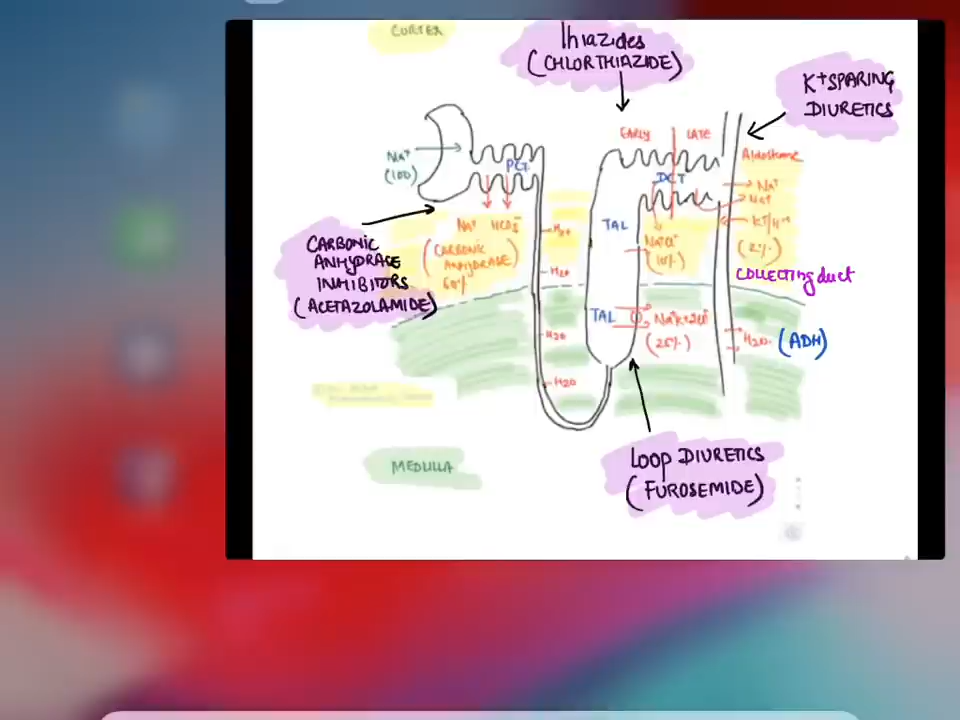 CORTEX
Thiazides
(CHLORTHIAZIDE)
K⁺SPARING
DIURETICS
EARLY
LATE
Aldosterone
Na⁺
(100)
PCT
DCT
Na⁺
Na⁺ HCO₃⁻
TAL
H₂O
K⁺/H⁺
(CARBONIC
ANHYDRASE)
60%
Na⁺Cl⁻
(10%)
(2%)
CARBONIC
ANHYDRASE
INHIBITORS
(ACETAZOLAMIDE)
H₂O
COLLECTING duct
TAL
Na⁺K⁺2Cl⁻
(25%)
H₂O
H₂O
(ADH)
H₂O
MEDULLA
LOOP DIURETICS
(FUROSEMIDE)